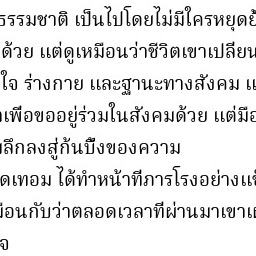 ธรรมชาติ เป็นไปโดยไม่มีใครหยุดยั้
ด้วย แต่ดูเหมือนว่าชีวิตเขาเปลี่ยน
ใจ ร่างกาย และฐานะทางสังคม แ
เพื่อขออยู่ร่วมในสังคมด้วย แต่มีอ
ลึกลงสู่ก้นบึ้งของความ
ดเทอม ได้ทำหน้าที่ภารโรงอย่างแข็
มือนกับว่าตลอดเวลาที่ผ่านมาเขาเ
จ